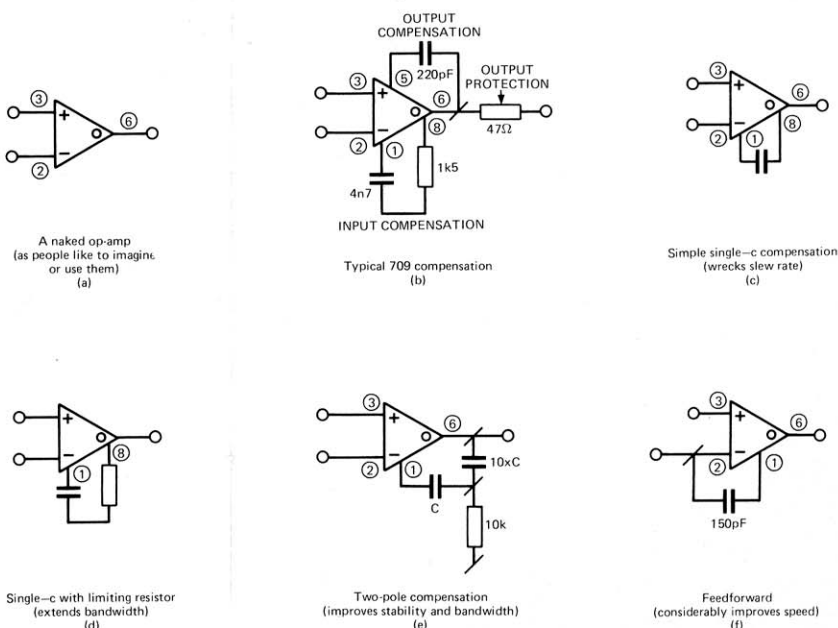 ③
②
⑥
A naked op-amp
(as people like to imagine
or use them)
(a)
OUTPUT
COMPENSATION
220pF
OUTPUT
PROTECTION
③
⑤
⑥
47Ω
②
①
⑧
4n7
1k5
INPUT COMPENSATION
Typical 709 compensation
(b)
③
⑥
②
①
⑧
Simple single–c compensation
(wrecks slew rate)
(c)
①
⑧
Single–c with limiting resistor
(extends bandwidth)
(d)
③
⑥
②
①
10xC
C
10k
Two-pole compensation
(improves stability and bandwidth)
(e)
③
⑥
②
①
150pF
Feedforward
(considerably improves speed)
(f)